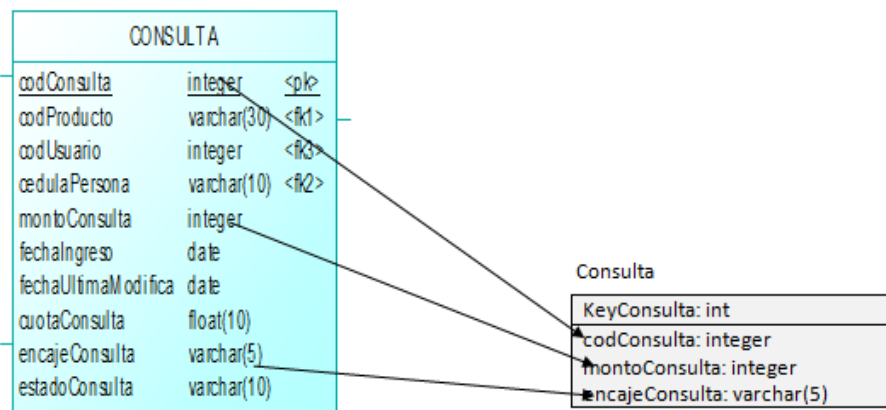 CONSULTA
codConsulta integer <pk>
codProducto varchar(30) <fk1>
codUsuario integer <fk3>
cedulaPersona varchar(10) <fk2>
montoConsulta integer
fechaIngreso date
fechaUltimaModifica date
cuotaConsulta float(10)
encajeConsulta varchar(5)
estadoConsulta varchar(10)
Consulta
KeyConsulta: int
codConsulta: integer
montoConsulta: integer
encajeConsulta: varchar(5)